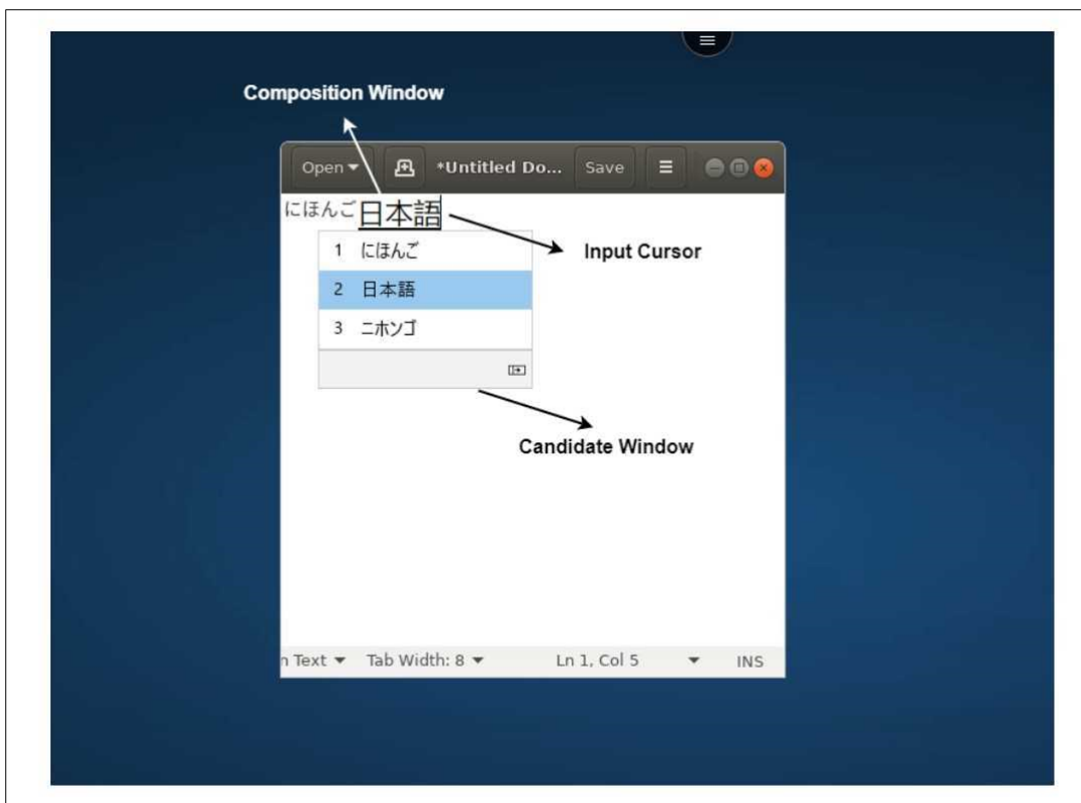 Composition Window
Open *Untitled Do... Save
にほんご日本語
1 にほんご
Input Cursor
2 日本語
3 ニホンゴ
Candidate Window
n Text Tab Width: 8 Ln 1, Col 5 INS